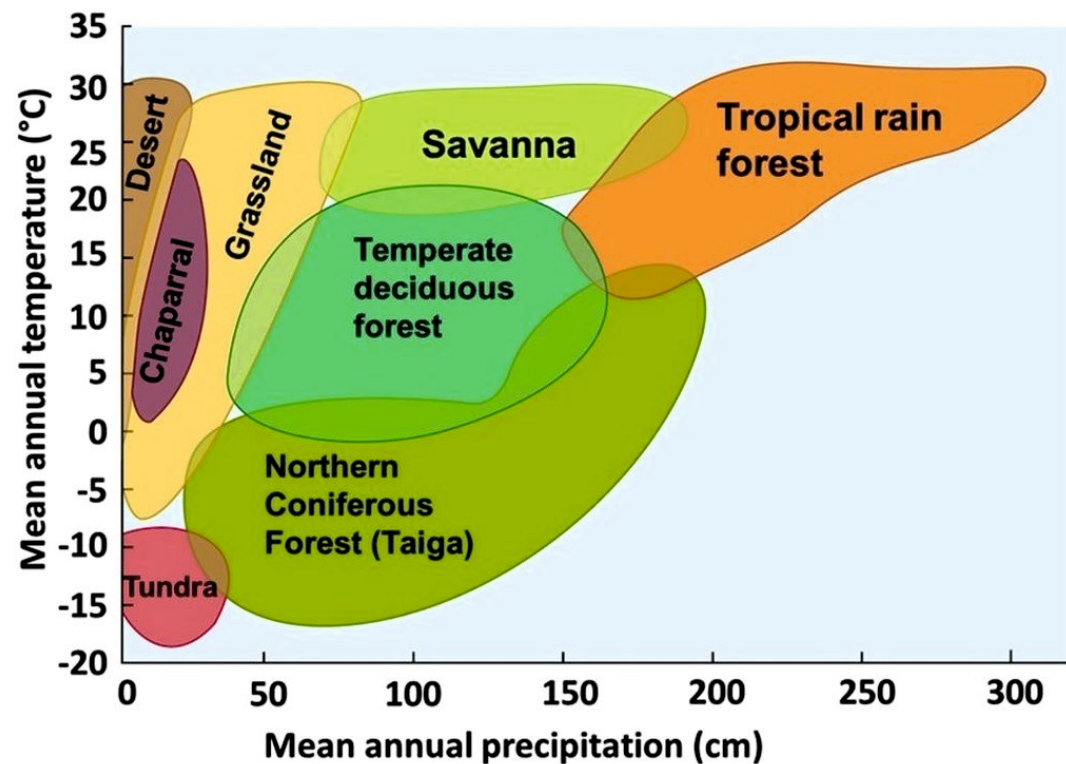 35
30
25
20
15
10
5
0
-5
-10
-15
-20
Mean annual temperature (°C)
Desert
Chaparral
Grassland
Savanna
Tropical rain
forest
Temperate
deciduous
forest
Northern
Coniferous
Forest (Taiga)
Tundra
0 50 100 150 200 250 300
Mean annual precipitation (cm)